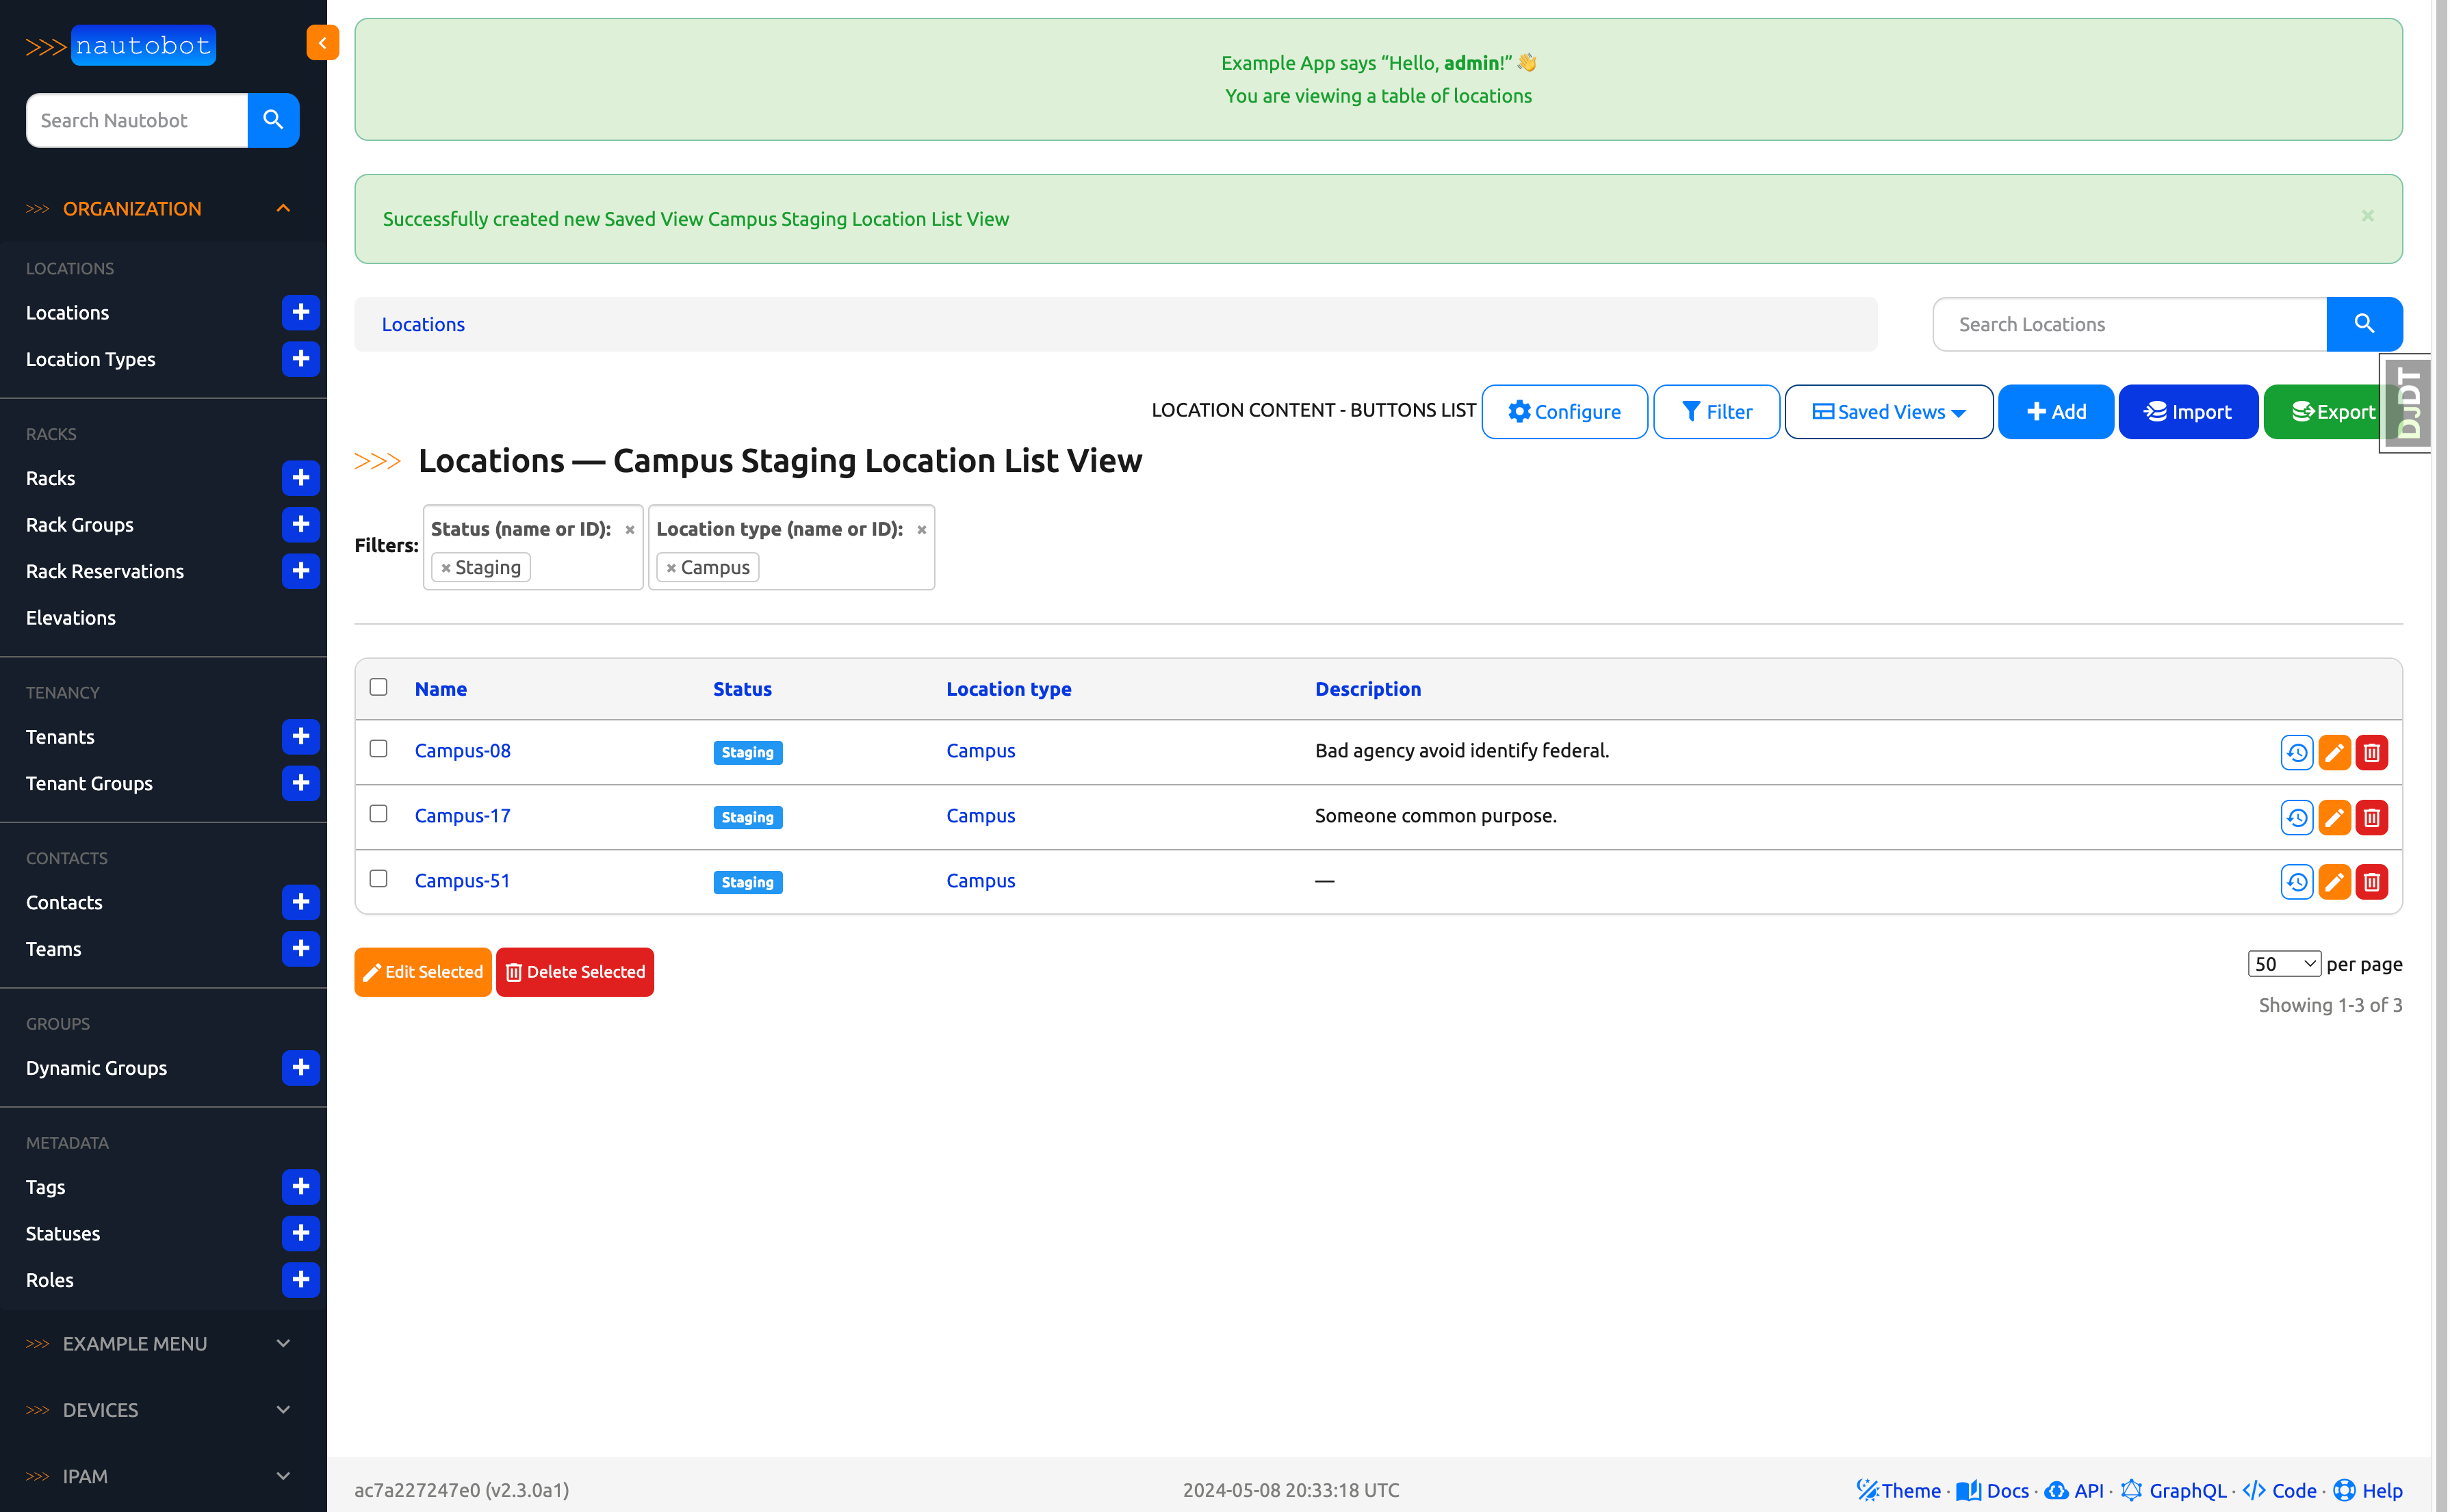 nautobot
Search Nautobot
ORGANIZATION
LOCATIONS
Locations
Location Types
RACKS
Racks
Rack Groups
Rack Reservations
Elevations
TENANCY
Tenants
Tenant Groups
CONTACTS
Contacts
Teams
GROUPS
Dynamic Groups
METADATA
Tags
Statuses
Roles
EXAMPLE MENU
DEVICES
IPAM
Example App says “Hello, admin!” 👋
You are viewing a table of locations
Successfully created new Saved View Campus Staging Location List View ×
Locations
Search Locations
DJDT
LOCATION CONTENT - BUTTONS LIST Configure Filter Saved Views Add Import Export
Locations — Campus Staging Location List View
Filters:
Status (name or ID): ×
× Staging
Location type (name or ID): ×
× Campus
Name Status Location type Description
Campus-08 Staging Campus Bad agency avoid identify federal.
Campus-17 Staging Campus Someone common purpose.
Campus-51 Staging Campus —
Edit Selected Delete Selected
50 per page
Showing 1-3 of 3
ac7a227247e0 (v2.3.0a1) 2024-05-08 20:33:18 UTC Theme · Docs · API · GraphQL · Code · Help